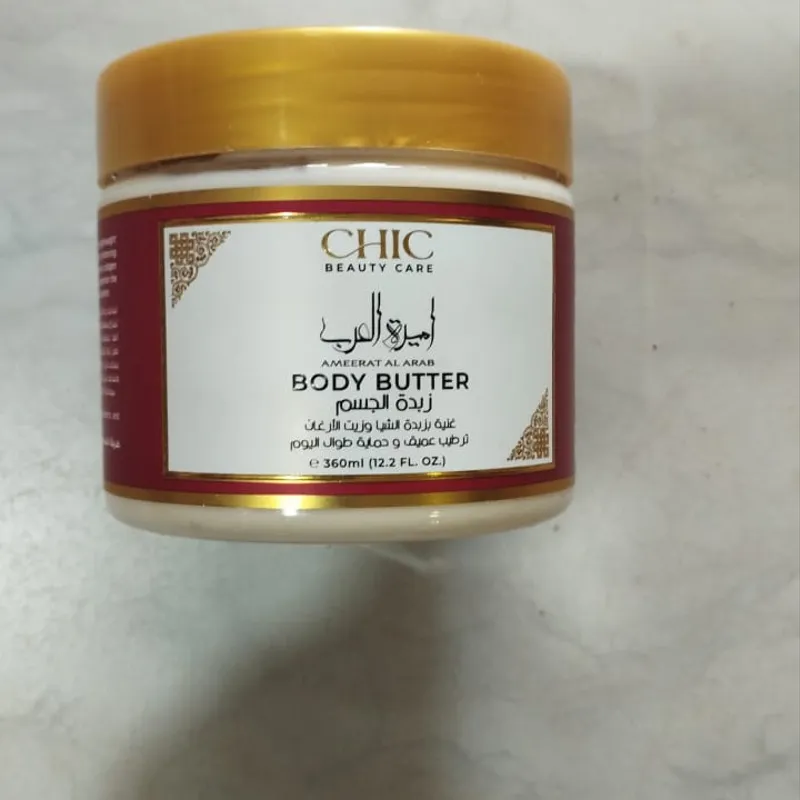 CHIC
BEAUTY CARE
اميرة العرب
AMEERAT AL ARAB
BODY BUTTER
زبدة الجسم
غنية بزبدة الشيا وزيت الأرغان
ترطيب عميق و حماية طوال اليوم
℮ 360ml (12.2 FL. OZ.)